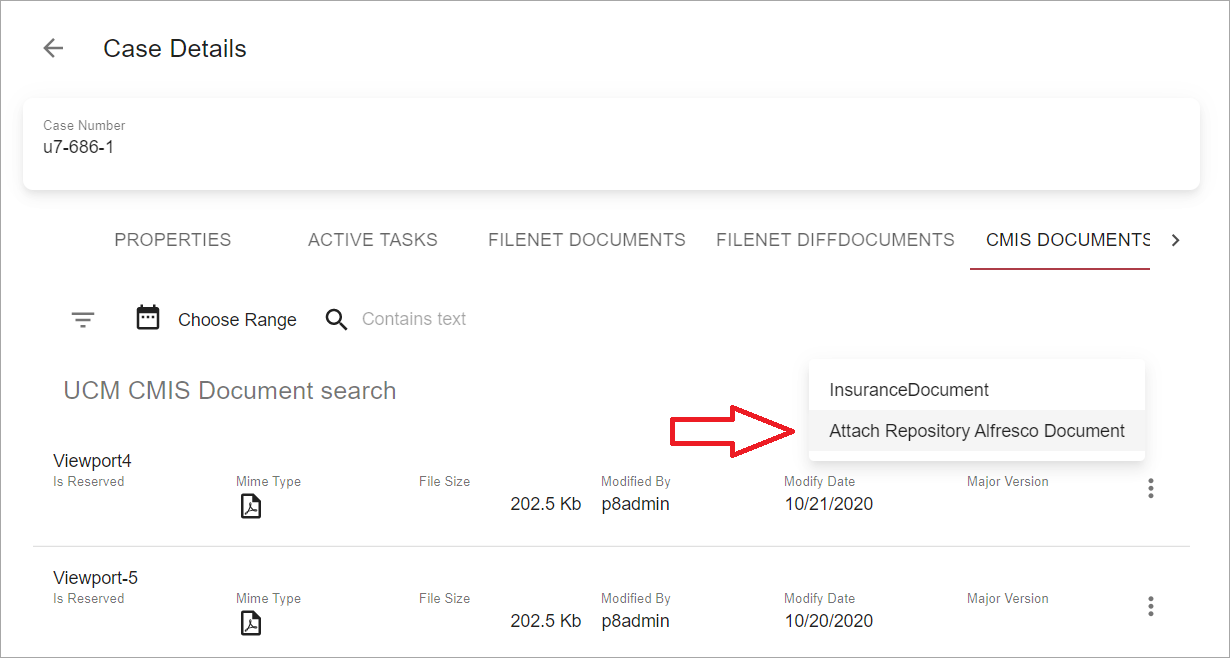 Case Details
Case Number
u7-686-1
PROPERTIES ACTIVE TASKS FILENET DOCUMENTS FILENET DIFFDOCUMENTS CMIS DOCUMENTS
Choose Range Contains text
UCM CMIS Document search
InsuranceDocument
Attach Repository Alfresco Document
Viewport4
Is Reserved Mime Type File Size Modified By Modify Date Major Version
202.5 Kb p8admin 10/21/2020
Viewport-5
Is Reserved Mime Type File Size Modified By Modify Date Major Version
202.5 Kb p8admin 10/20/2020